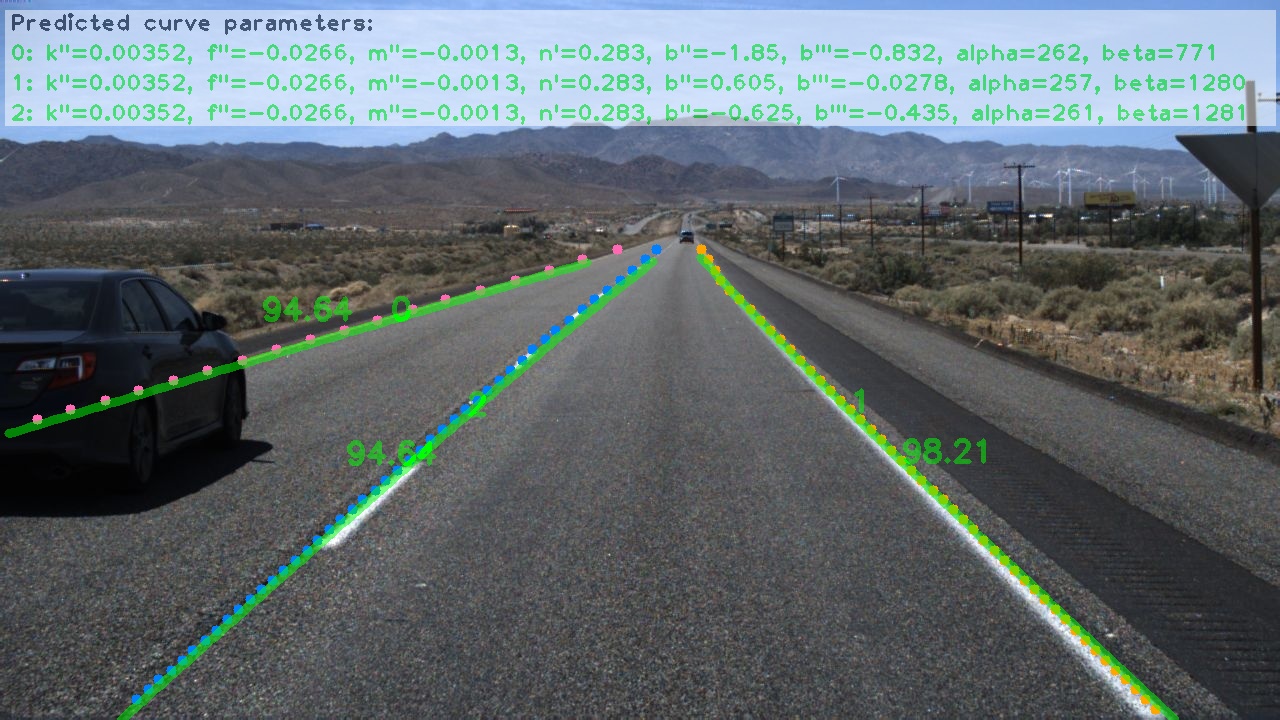 Predicted curve parameters:
0: k''=0.00352, f''=-0.0266, m''=-0.0013, n'=0.283, b''=-1.85, b'''=-0.832, alpha=262, beta=771
1: k''=0.00352, f''=-0.0266, m''=-0.0013, n'=0.283, b''=0.605, b'''=-0.0278, alpha=257, beta=1280
2: k''=0.00352, f''=-0.0266, m''=-0.0013, n'=0.283, b''=-0.625, b'''=-0.435, alpha=261, beta=1281
94.64 0
2
1
94.64
98.21